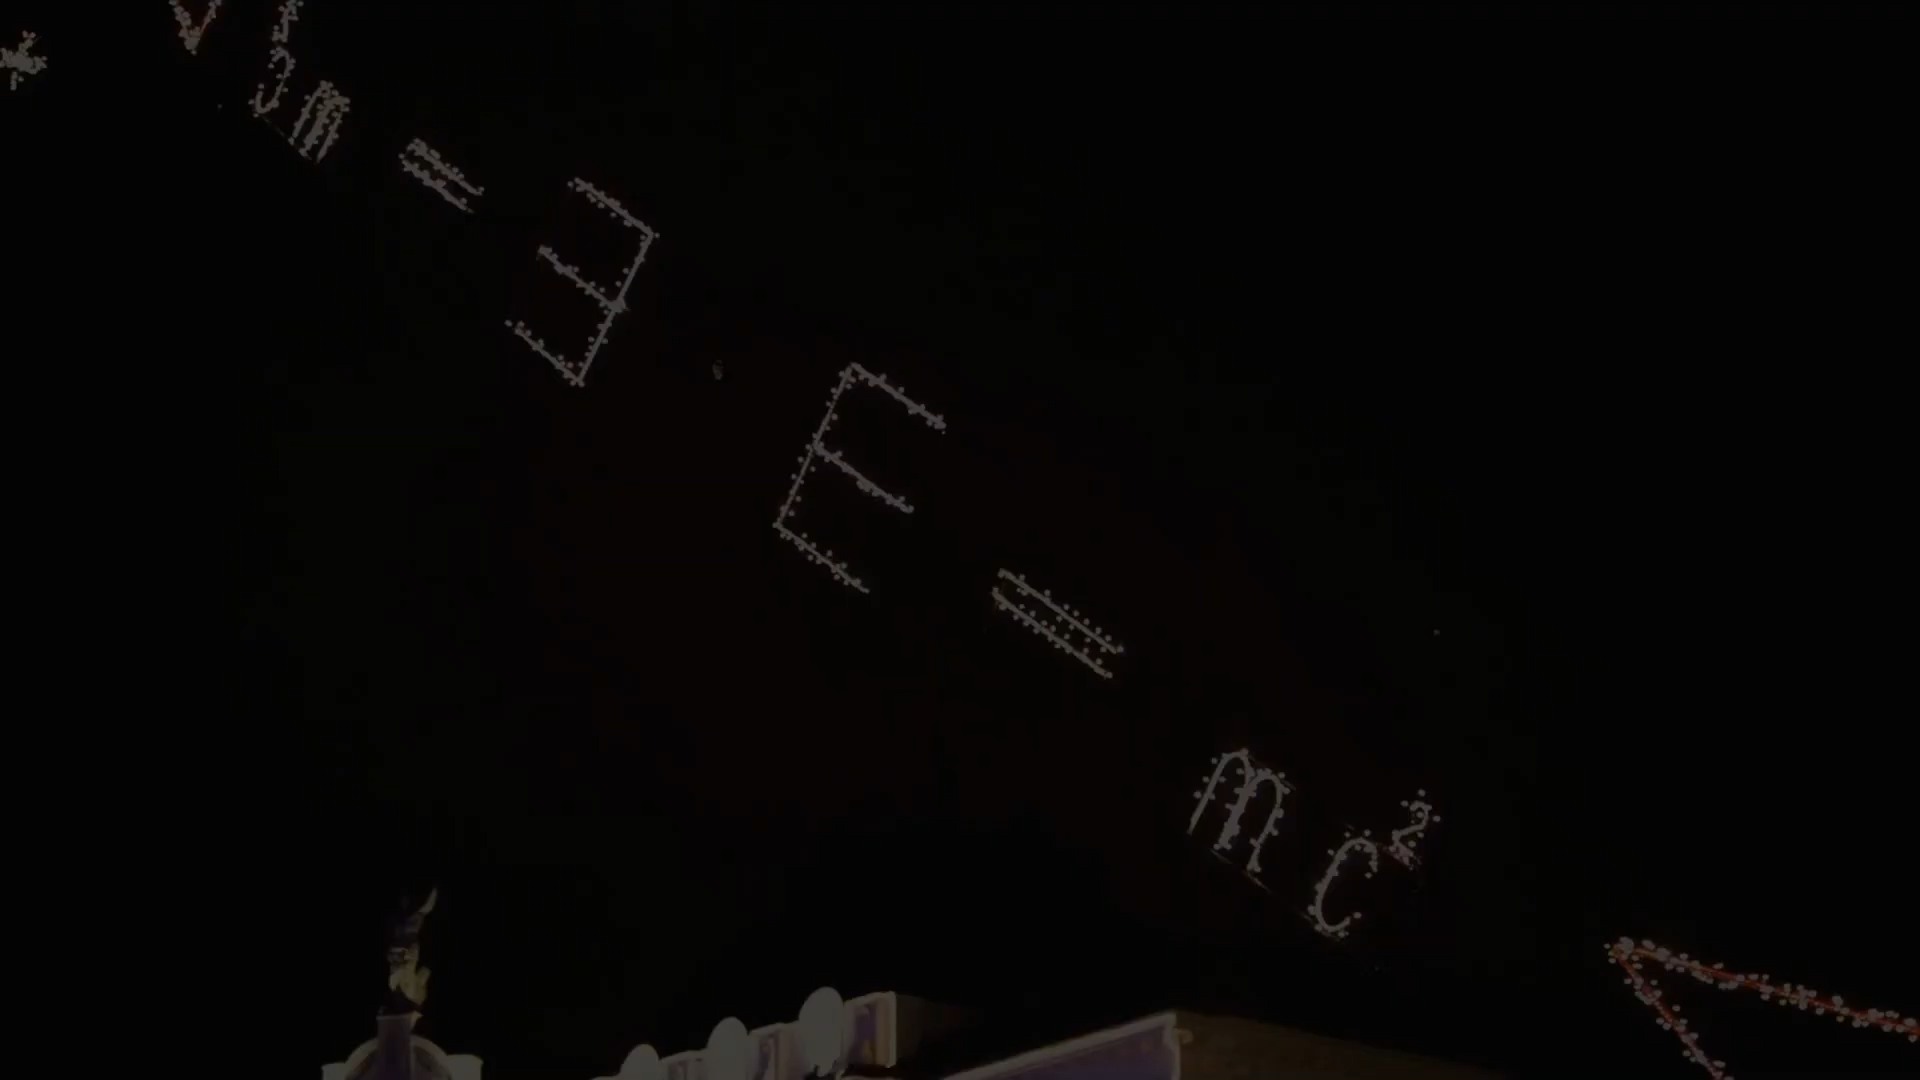 E = mc²